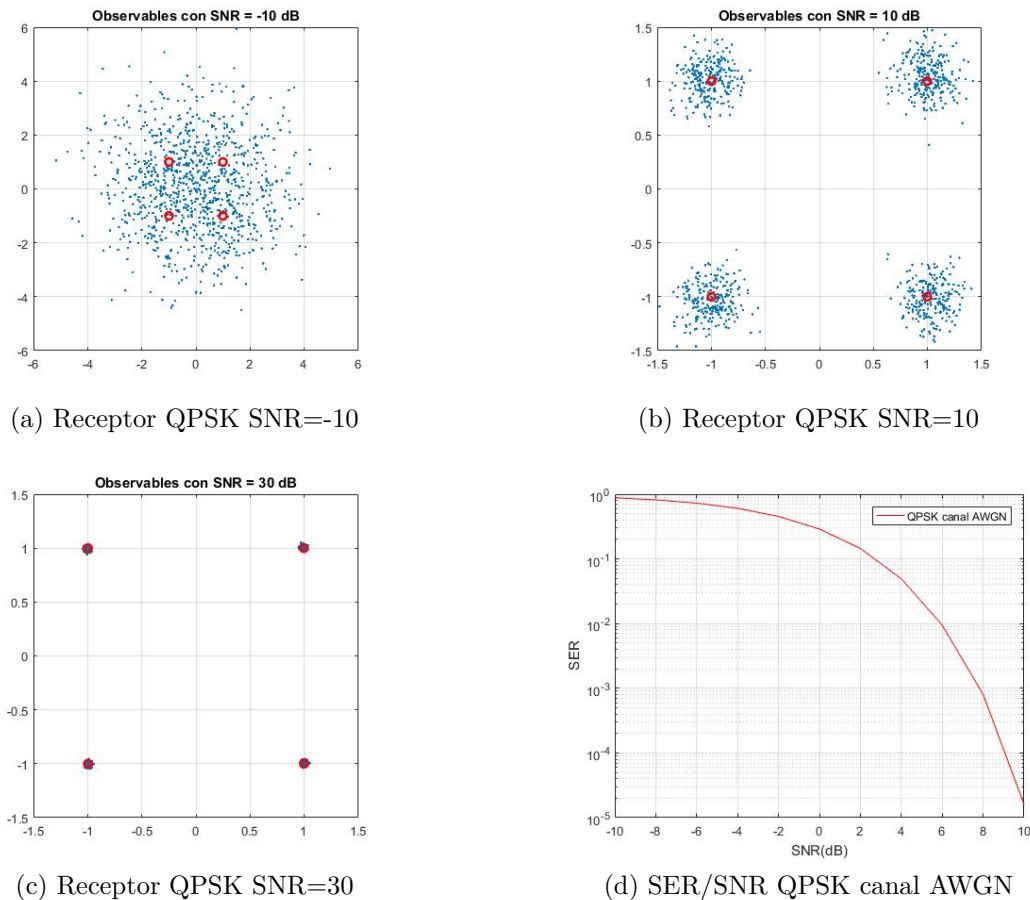 Observables con SNR = -10 dB
6
4
2
0
-2
-4
-6
-6 -4 -2 0 2 4 6
(a) Receptor QPSK SNR=-10
Observables con SNR = 10 dB
1.5
1
0.5
0
-0.5
-1
-1.5
-1.5 -1 -0.5 0 0.5 1 1.5
(b) Receptor QPSK SNR=10
Observables con SNR = 30 dB
1.5
1
0.5
0
-0.5
-1
-1.5
-1.5 -1 -0.5 0 0.5 1 1.5
(c) Receptor QPSK SNR=30
QPSK canal AWGN
SER
10^0
10^-1
10^-2
10^-3
10^-4
10^-5
-10 -8 -6 -4 -2 0 2 4 6 8 10
SNR(dB)
(d) SER/SNR QPSK canal AWGN